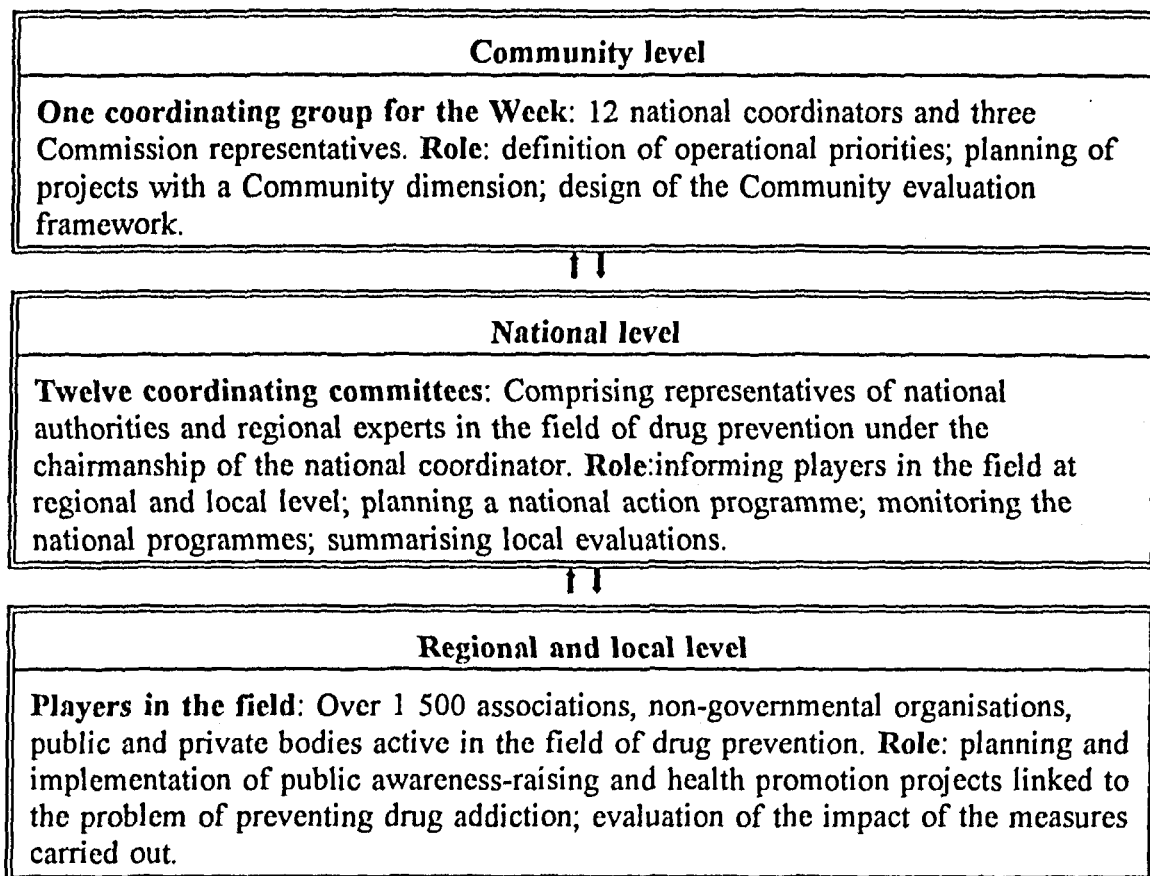 Community level
One coordinating group for the Week: 12 national coordinators and three
Commission representatives. Role: definition of operational priorities; planning of
projects with a Community dimension; design of the Community evaluation
framework.
National level
Twelve coordinating committees: Comprising representatives of national
authorities and regional experts in the field of drug prevention under the
chairmanship of the national coordinator. Role:informing players in the field at
regional and local level; planning a national action programme; monitoring the
national programmes; summarising local evaluations.
Regional and local level
Players in the field: Over 1 500 associations, non-governmental organisations,
public and private bodies active in the field of drug prevention. Role: planning and
implementation of public awareness-raising and health promotion projects linked to
the problem of preventing drug addiction; evaluation of the impact of the measures
carried out.